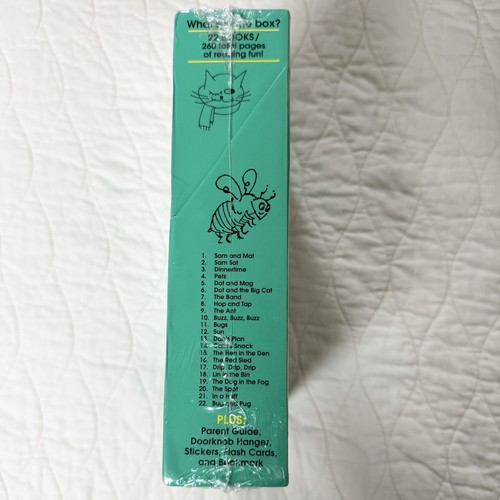 What's in the box?
22 BOOKS/
260 total pages
of reading fun!
1. Sam and Mat
2. Sam Sat
3. Dinnertime
4. Pets
5. Dot and Mag
6. Dot and the Big Cat
7. The Band
8. Hop and Tap
9. The Ant
10. Buzz, Buzz, Buzz
11. Bugs
12. Sun
13. Dan's Plan
14. Snack
15. The Hen in the Den
16. The Red Sled
17. Drip, Drip, Drip
18. Lin in the Bin
19. The Dog in the Fog
20. The Spot
21. In a Huff
22. Bug and Pug
PLUS:
Parent Guide,
Doorknob Hanger,
Stickers, Flash Cards,
and Bookmark